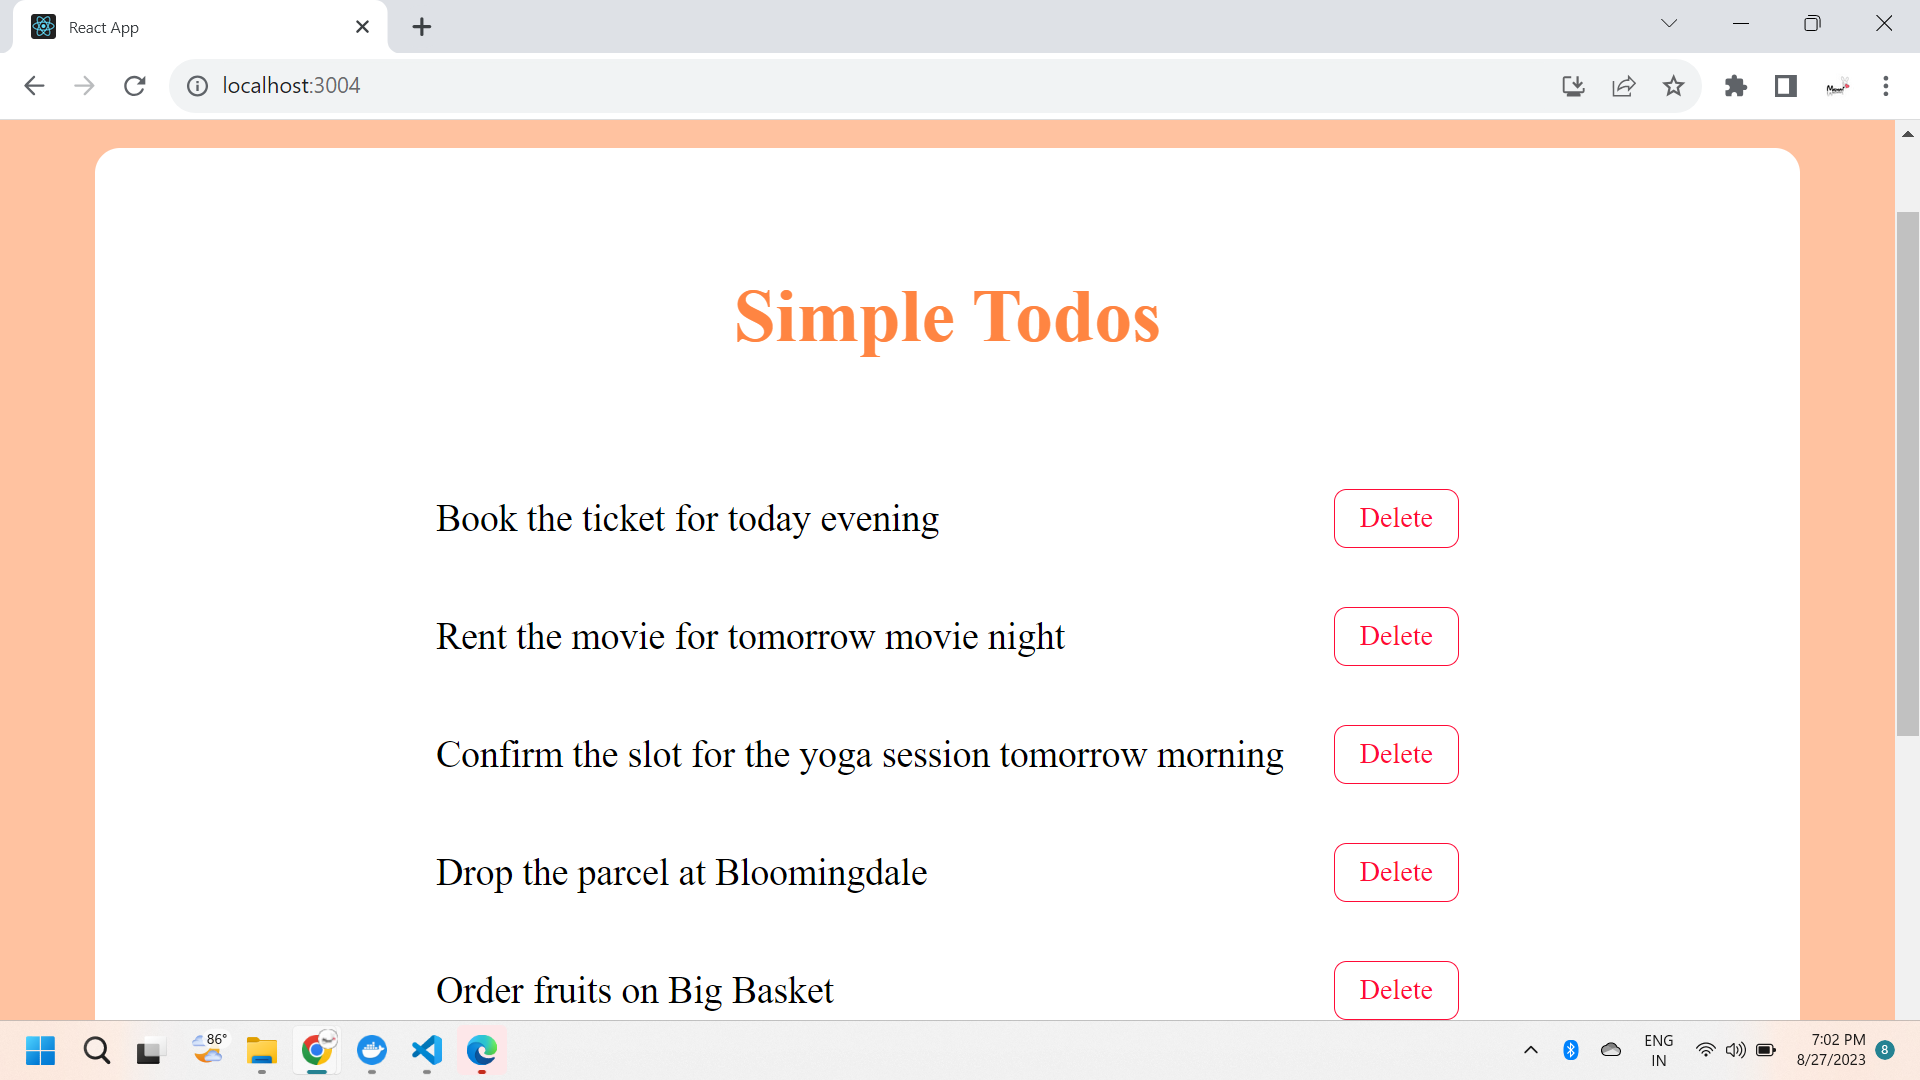 React App
localhost:3004
Simple Todos
Book the ticket for today evening
Delete
Rent the movie for tomorrow movie night
Delete
Confirm the slot for the yoga session tomorrow morning
Delete
Drop the parcel at Bloomingdale
Delete
Order fruits on Big Basket
Delete
86°
ENG
IN
7:02 PM
8/27/2023
8